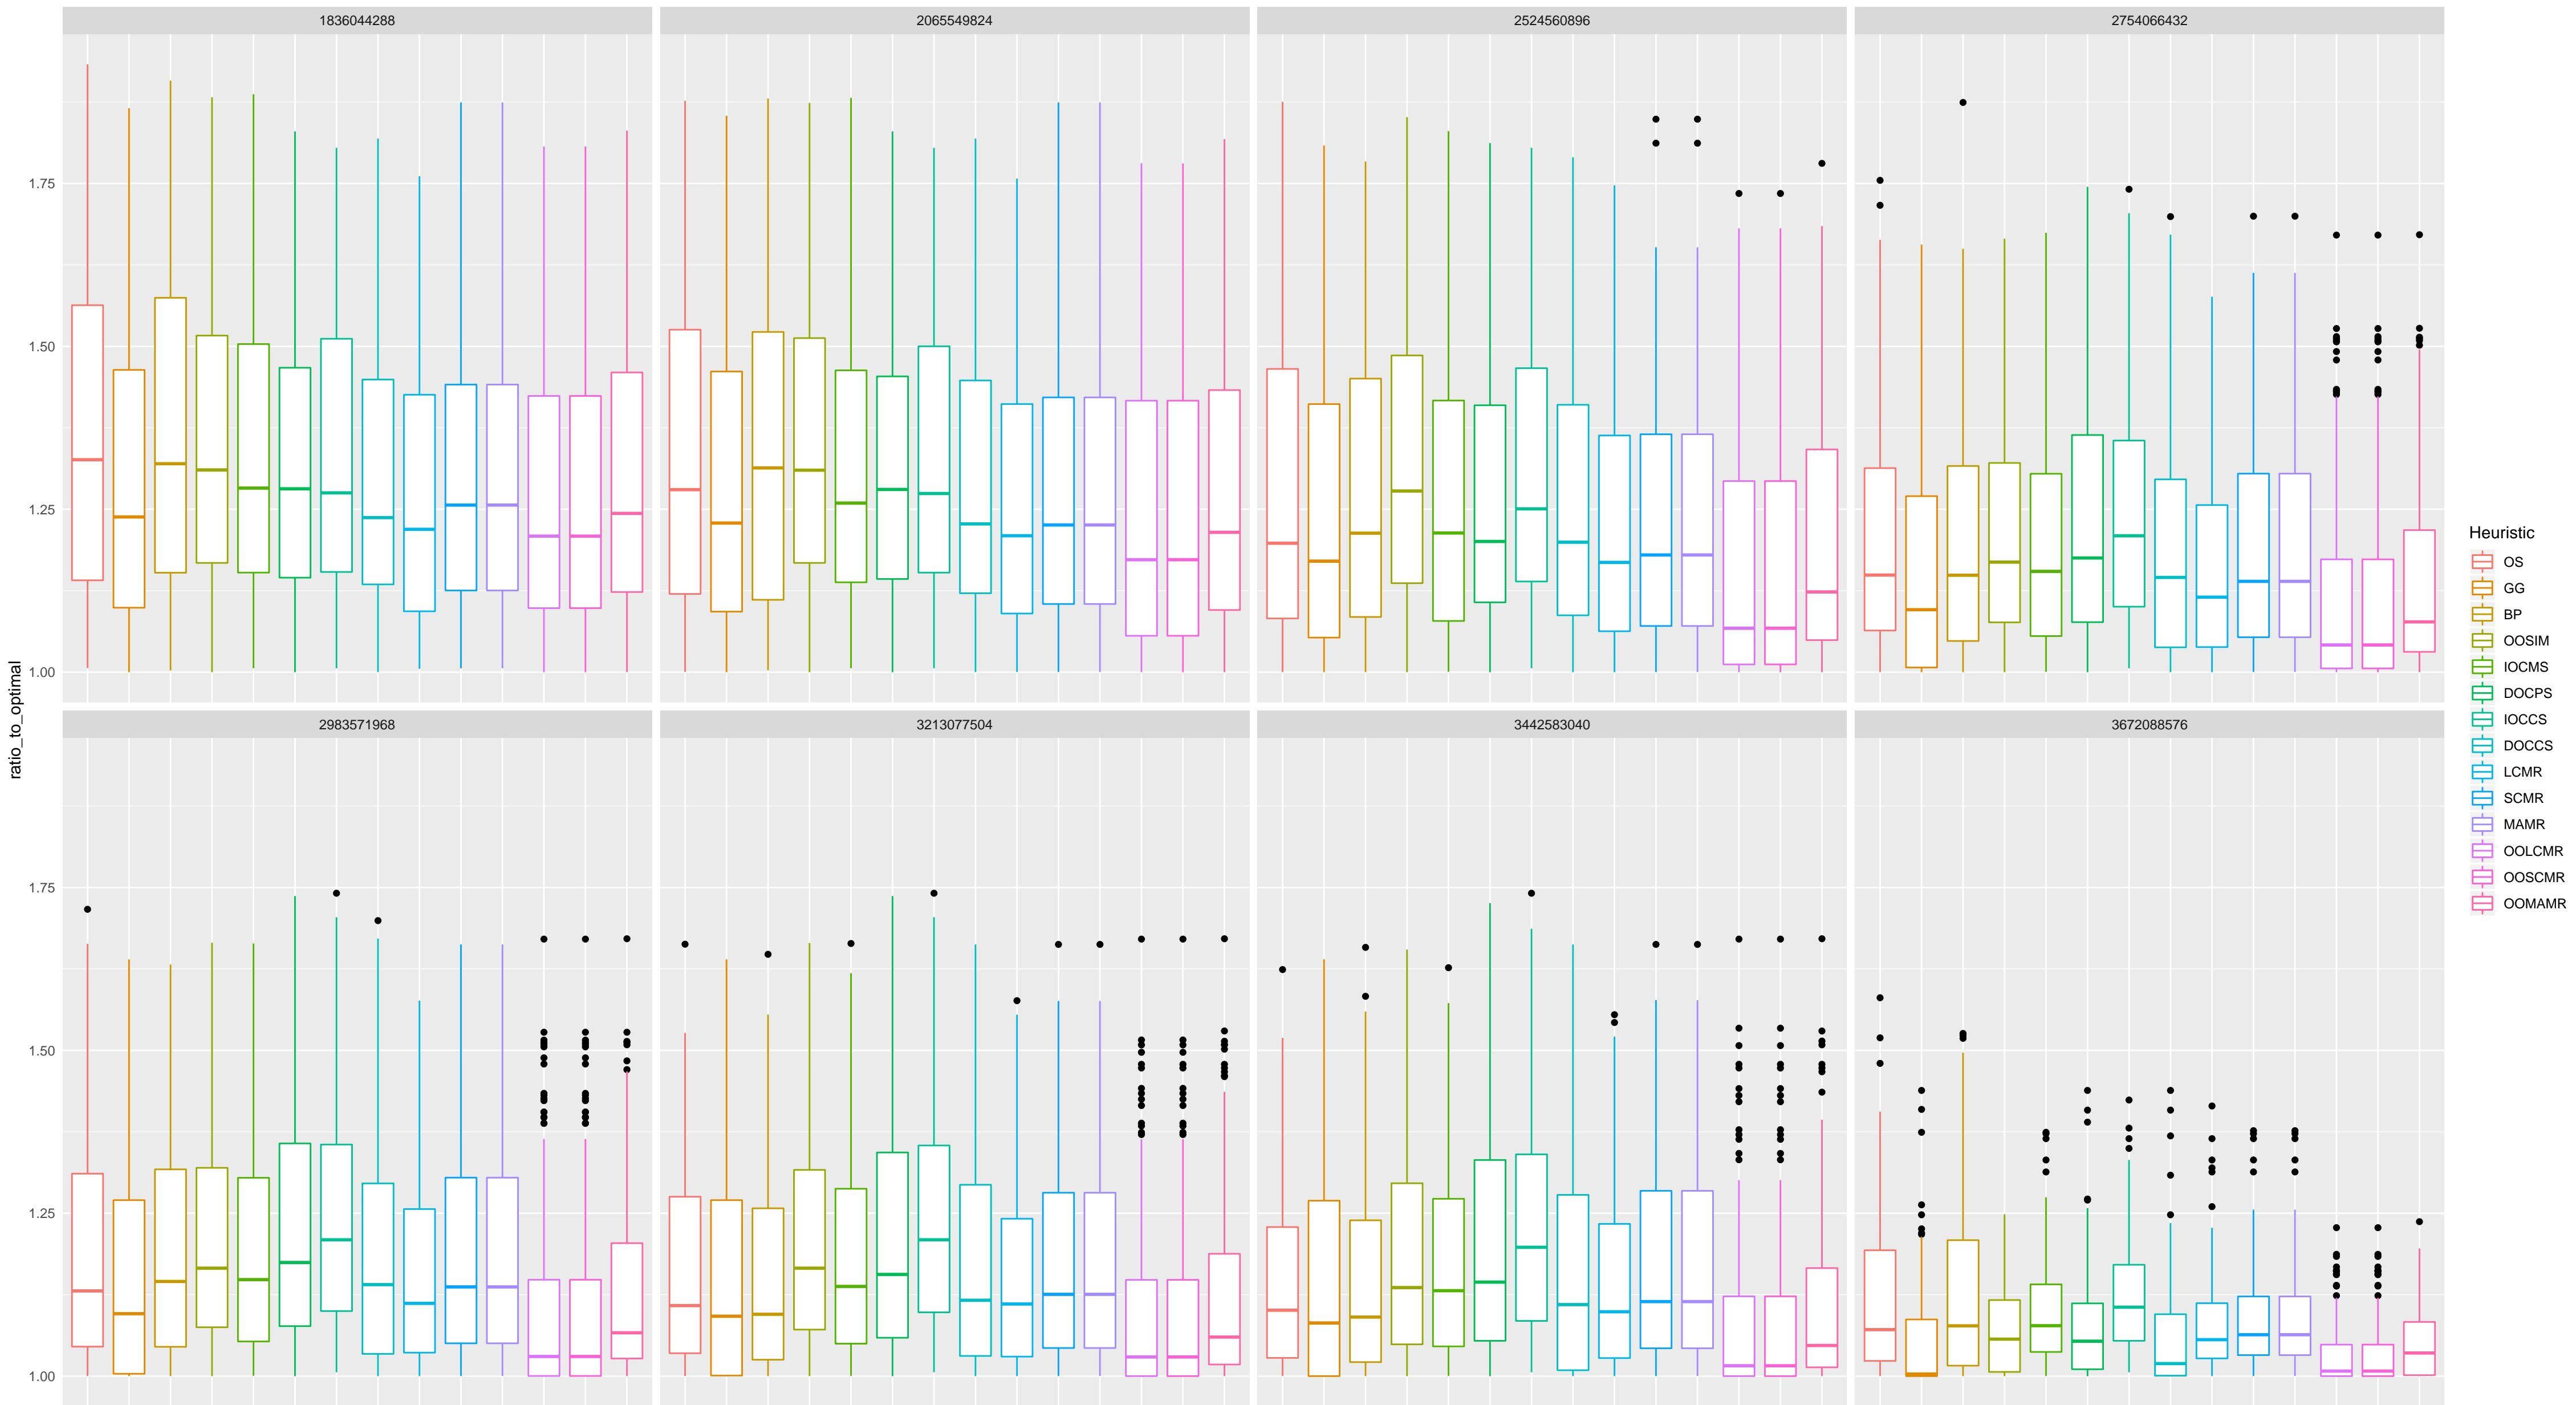 1836044288
2065549824
2524560896
2754066432
1.75
1.50
1.25
1.00
ratio_to_optimal
2983571968
3213077504
3442583040
3672088576
1.75
1.50
1.25
1.00
Heuristic
OS
GG
BP
OOSIM
IOCMS
DOCPS
IOCCS
DOCCS
LCMR
SCMR
MAMR
OOLCMR
OOSCMR
OOMAMR